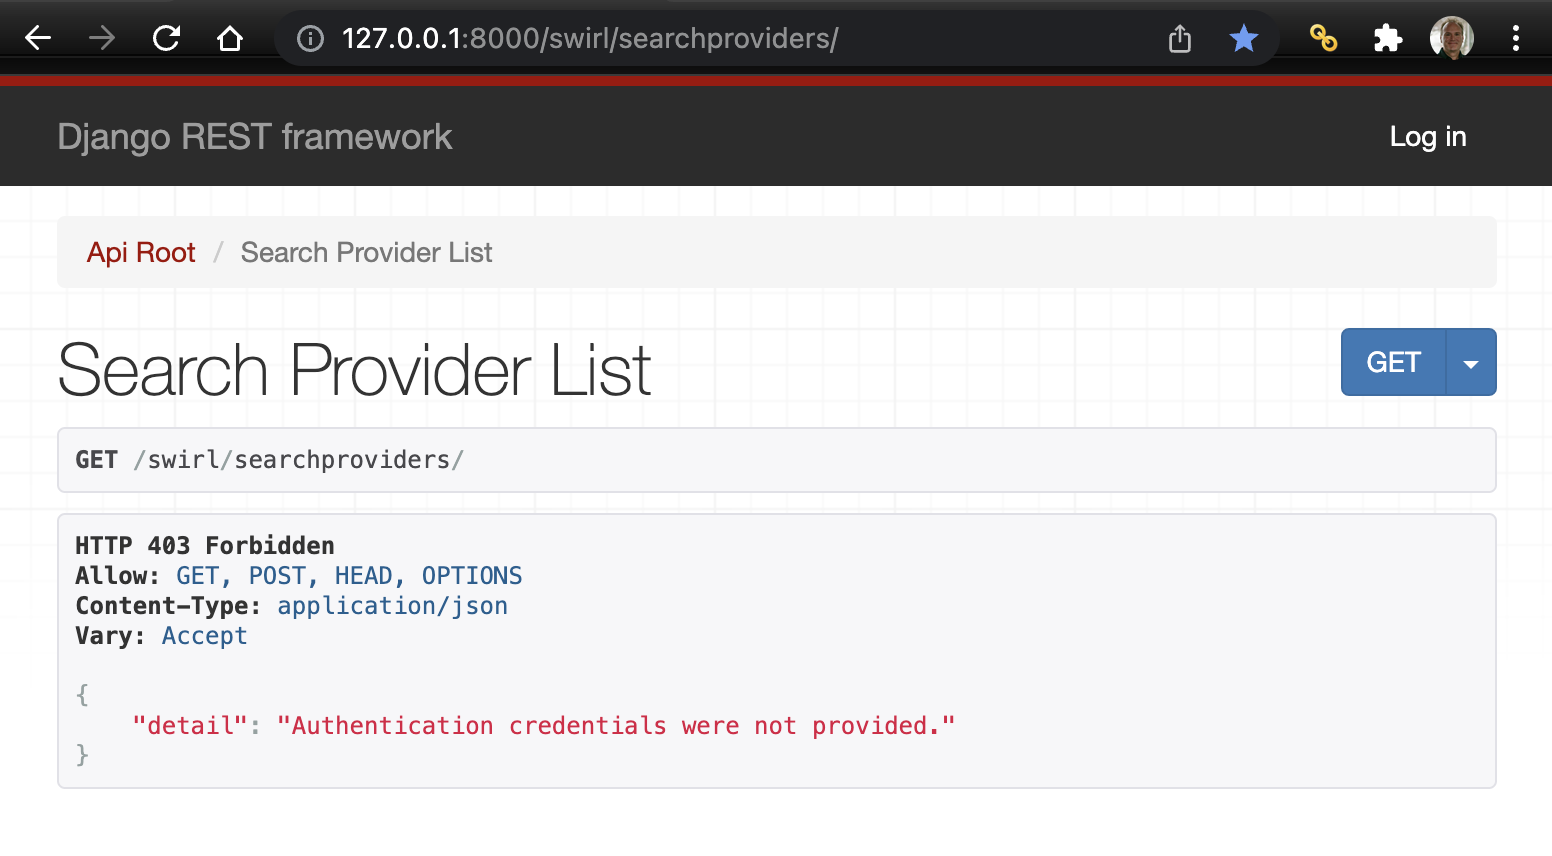 127.0.0.1:8000/swirl/searchproviders/
Django REST framework
Log in
Api Root / Search Provider List
Search Provider List
GET
GET /swirl/searchproviders/
HTTP 403 Forbidden
Allow: GET, POST, HEAD, OPTIONS
Content-Type: application/json
Vary: Accept
{
"detail": "Authentication credentials were not provided."
}